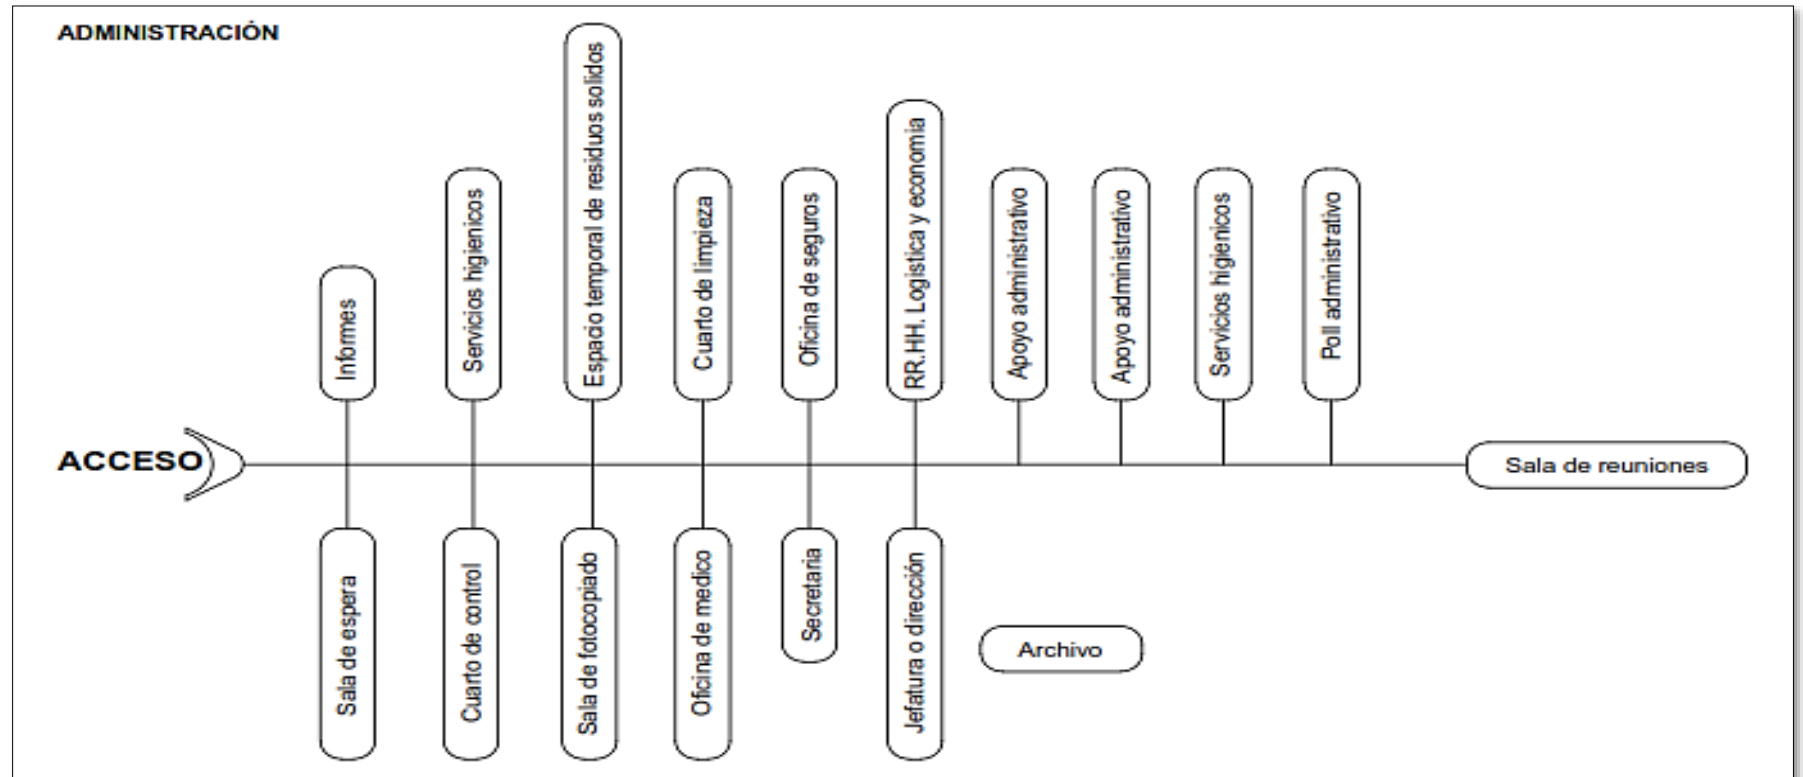 ADMINISTRACIÓN
Informes
Servicios higienicos
Espacio temporal de residuos solidos
Cuarto de limpieza
Oficina de seguros
RR.HH. Logistica y economia
Apoyo administrativo
Apoyo administrativo
Servicios higienicos
Poll administrativo
ACCESO
Sala de reuniones
Sala de espera
Cuarto de control
Sala de fotocopiado
Oficina de medico
Secretaria
Jefatura o dirección
Archivo